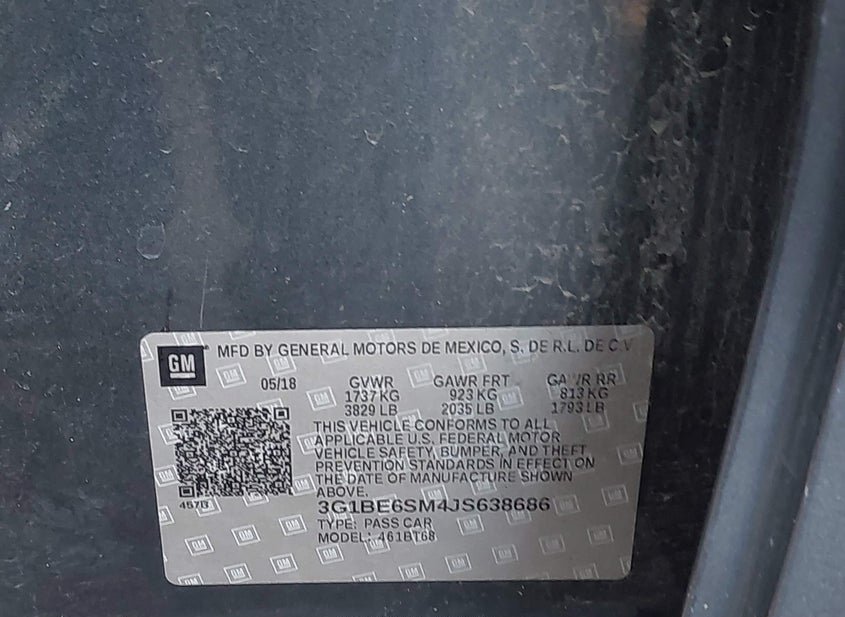 GM
MFD BY GENERAL MOTORS DE MEXICO, S. DE R.L. DE C.V
05/18 GVWR GAWR FRT GAWR RR
1737 KG 923 KG 813 KG
3829 LB 2035 LB 1793 LB
THIS VEHICLE CONFORMS TO ALL
APPLICABLE U.S. FEDERAL MOTOR
VEHICLE SAFETY, BUMPER, AND THEFT
PREVENTION STANDARDS IN EFFECT ON
THE DATE OF MANUFACTURE SHOWN
ABOVE.
3G1BE6SM4JS638686
TYPE: PASS CAR
MODEL: 461BT68